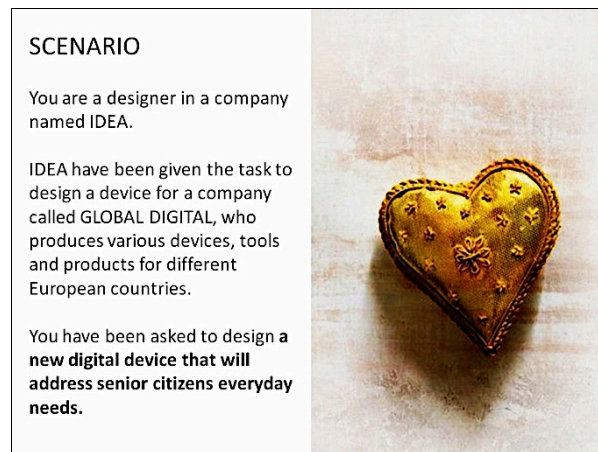 SCENARIO
You are a designer in a company
named IDEA.
IDEA have been given the task to
design a device for a company
called GLOBAL DIGITAL, who
produces various devices, tools
and products for different
European countries.
You have been asked to design a
new digital device that will
address senior citizens everyday
needs.